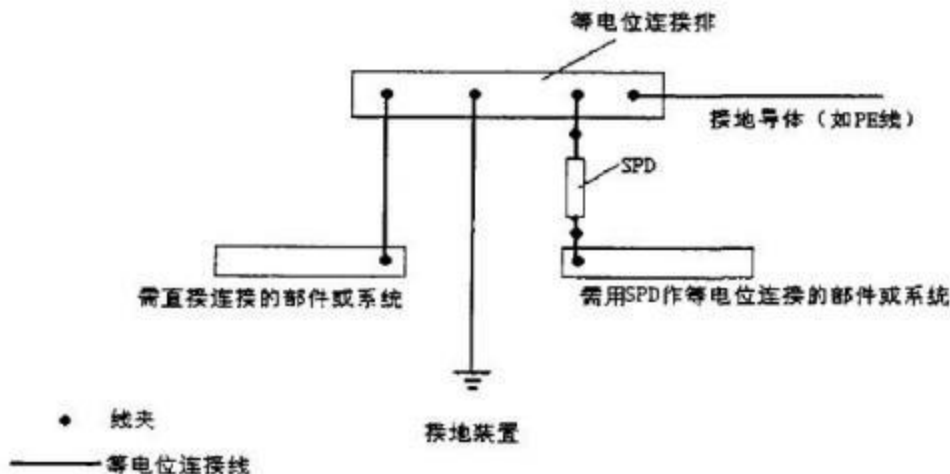 等电位连接排
接地导体（如PE线）
SPD
需直接连接的部件或系统
需用SPD作等电位连接的部件或系统
接地装置
线夹
等电位连接线